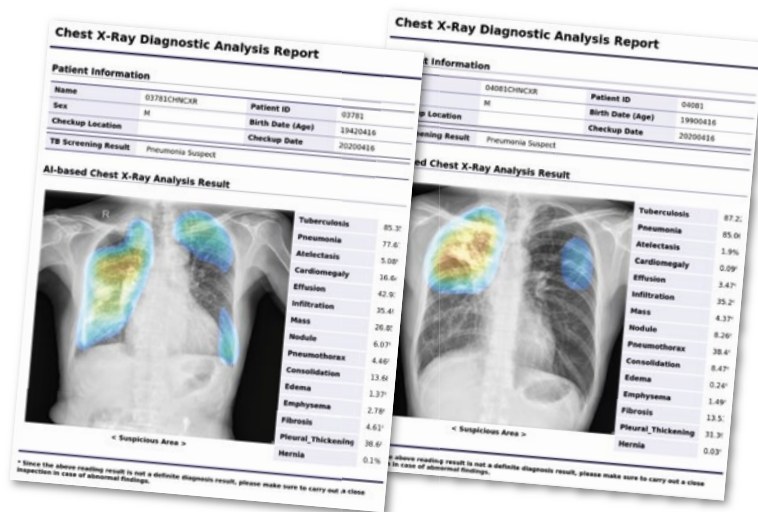 Chest X-Ray Diagnostic Analysis Report
Patient Information
Name 03781CHNCXR Patient ID 03781
Sex M Birth Date (Age) 19420416
Checkup Location Checkup Date 20200416
TB Screening Result Pneumonia Suspect
AI-based Chest X-Ray Analysis Result
R
Tuberculosis 85.3
Pneumonia 77.6
Atelectasis 5.08
Cardiomegaly 16.6
Effusion 42.9
Infiltration 35.4
Mass 26.8
Nodule 6.07
Pneumothorax 4.46
Consolidation 13.6
Edema 1.37
Emphysema 2.78
Fibrosis 4.61
Pleural_Thickening 38.6
Hernia 0.1%
< Suspicious Area >
* Since the above reading result is not a definite diagnosis result, please make sure to carry out a close
inspection in case of abnormal findings.
Chest X-Ray Diagnostic Analysis Report
t Information
04081CHNCXR Patient ID 04081
M Birth Date (Age) 19900416
p Location Checkup Date 20200416
ening Result Pneumonia Suspect
ed Chest X-Ray Analysis Result
Tuberculosis 87.2
Pneumonia 85.0
Atelectasis 1.9%
Cardiomegaly 0.09
Effusion 3.47
Infiltration 35.2
Mass 4.37
Nodule 8.26
Pneumothorax 38.4
Consolidation 8.47
Edema 0.24
Emphysema 1.49
Fibrosis 13.5
Pleural_Thickening 31.3
Hernia 0.03
< Suspicious Area >
above reading result is not a definite diagnosis result, please make sure to carry out a close
in case of abnormal findings.